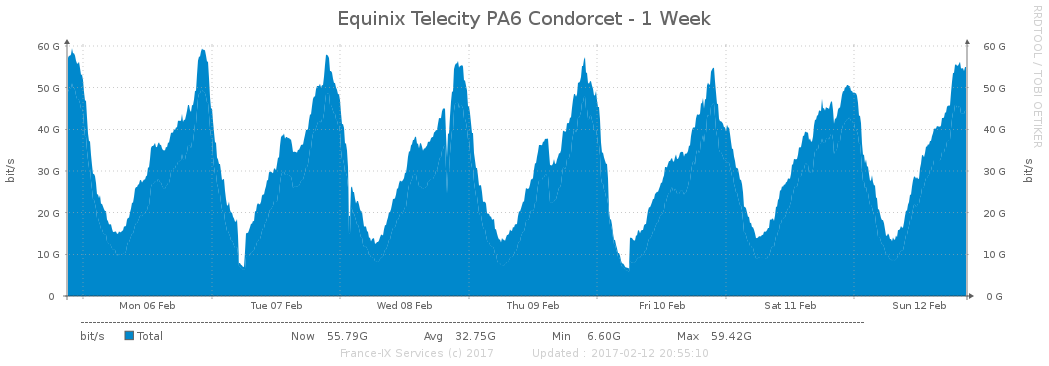 Equinix Telecity PA6 Condorcet - 1 Week
RRDTOOL / TOBI OETIKER
60 G 60 G
50 G 50 G
40 G 40 G
30 G 30 G
20 G 20 G
10 G 10 G
0 0 G
bit/s bit/s
Mon 06 Feb Tue 07 Feb Wed 08 Feb Thu 09 Feb Fri 10 Feb Sat 11 Feb Sun 12 Feb
bit/s Total Now 55.79G Avg 32.75G Min 6.60G Max 59.42G
France-IX Services (c) 2017 Updated : 2017-02-12 20:55:10